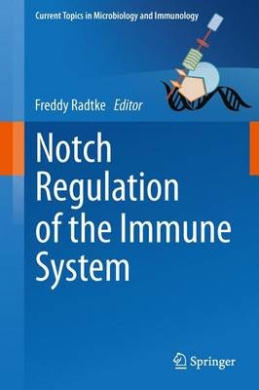 Current Topics in Microbiology and Immunology
Freddy Radtke Editor
Notch
Regulation
of the Immune
System
Springer